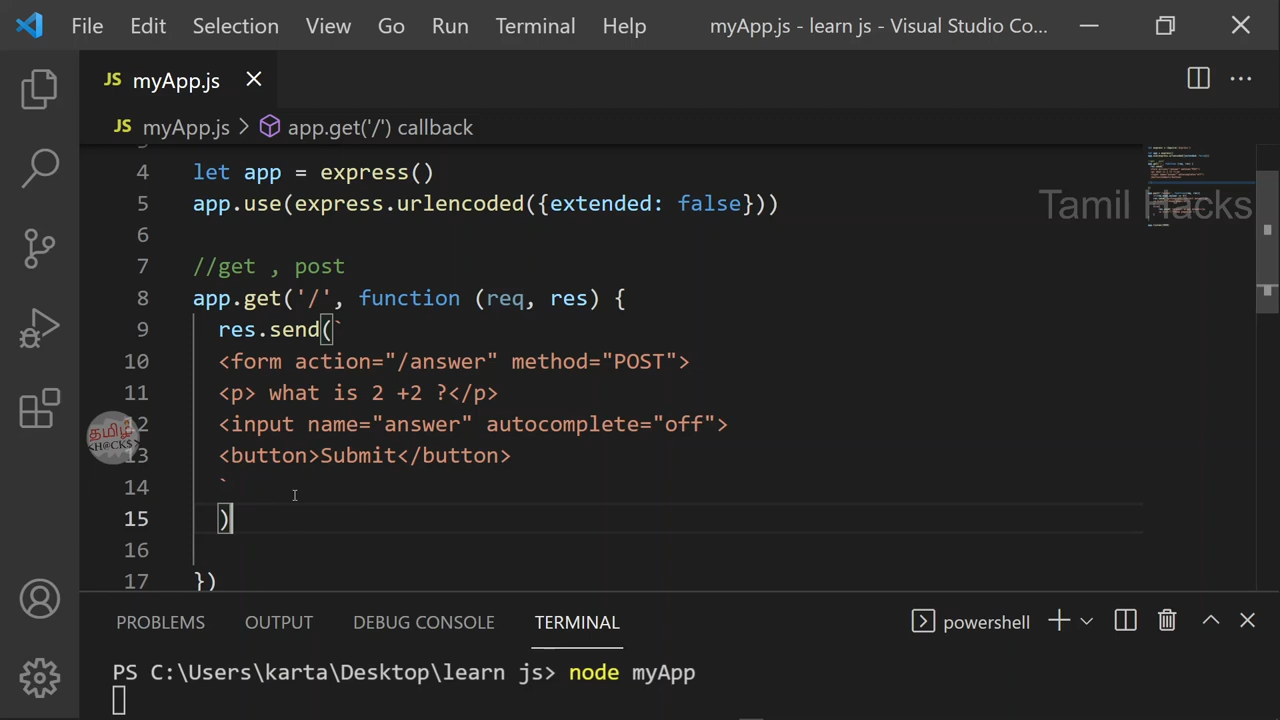 File Edit Selection View Go Run Terminal Help myApp.js - learn js - Visual Studio Co...
JS myApp.js
JS myApp.js > app.get('/') callback
4 let app = express()
Tamil Hacks
5 app.use(express.urlencoded({extended: false}))
6
7 //get , post
8 app.get('/', function (req, res) {
9 res.send(`
10 <form action="/answer" method="POST">
11 <p> what is 2 +2 ?</p>
12 <input name="answer" autocomplete="off">
தமிழ்
<H@CK$>
13 <button>Submit</button>
14 `
15 )
16
17 })
PROBLEMS OUTPUT DEBUG CONSOLE TERMINAL powershell
PS C:\Users\karta\Desktop\learn js> node myApp